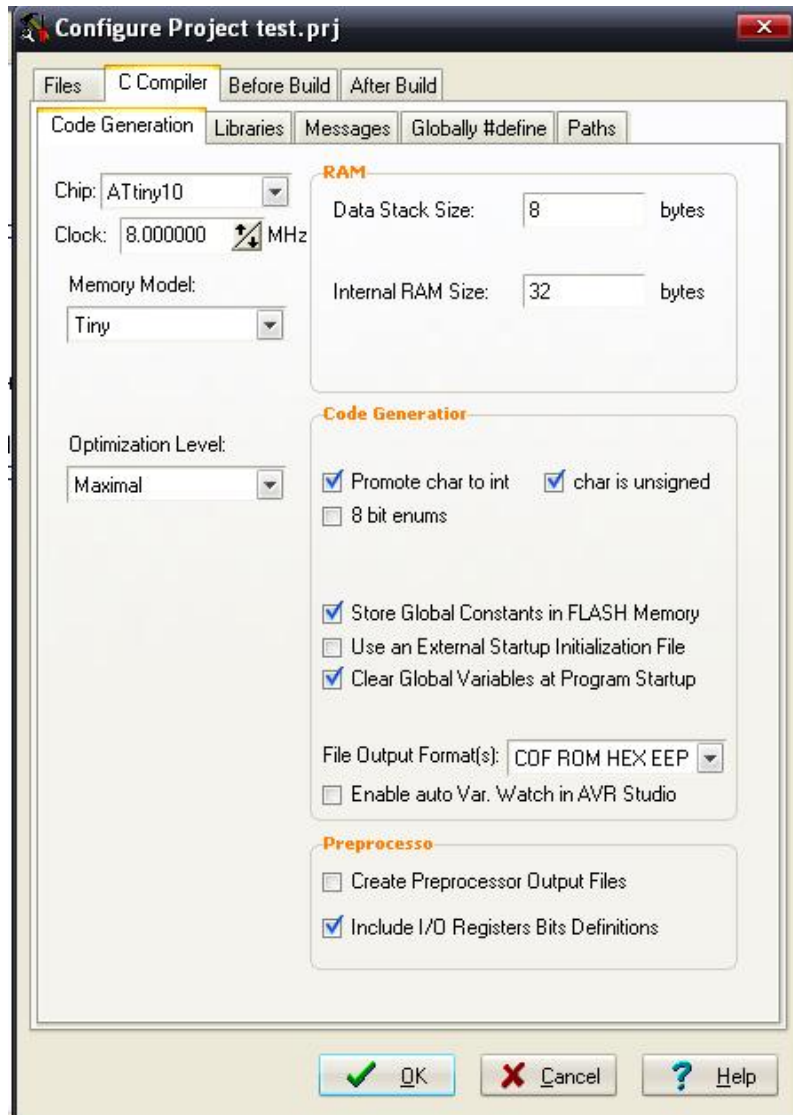 Configure Project test.prj
Files C Compiler Before Build After Build
Code Generation Libraries Messages Globally #define Paths
Chip: ATtiny10
Clock: 8.000000 MHz
Memory Model:
Tiny
Optimization Level:
Maximal
RAM
Data Stack Size: 8 bytes
Internal RAM Size: 32 bytes
Code Generatior
Promote char to int char is unsigned
8 bit enums
Store Global Constants in FLASH Memory
Use an External Startup Initialization File
Clear Global Variables at Program Startup
File Output Format(s): COF ROM HEX EEP
Enable auto Var. Watch in AVR Studio
Preprocesso
Create Preprocessor Output Files
Include I/O Registers Bits Definitions
OK Cancel ? Help